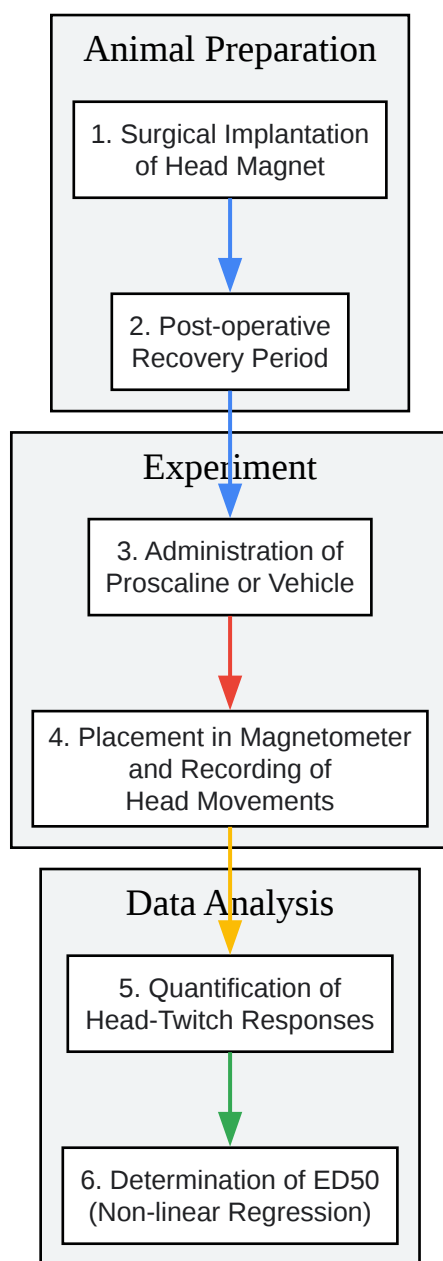 Animal Preparation
1. Surgical Implantation
of Head Magnet
2. Post-operative
Recovery Period
Experiment
3. Administration of
Proscaline or Vehicle
4. Placement in Magnetometer
and Recording of
Head Movements
Data Analysis
5. Quantification of
Head-Twitch Responses
6. Determination of ED50
(Non-linear Regression)